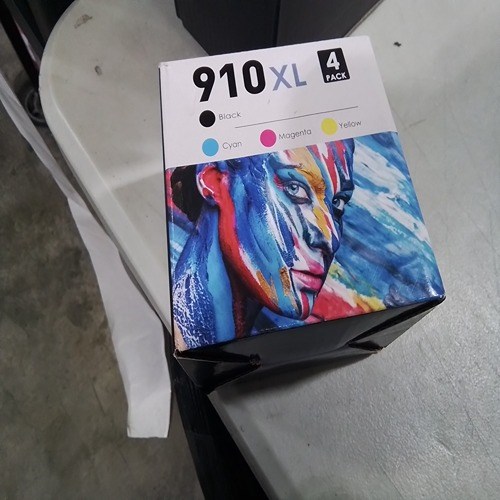 910XL 4
PACK
Black
Cyan Magenta Yellow